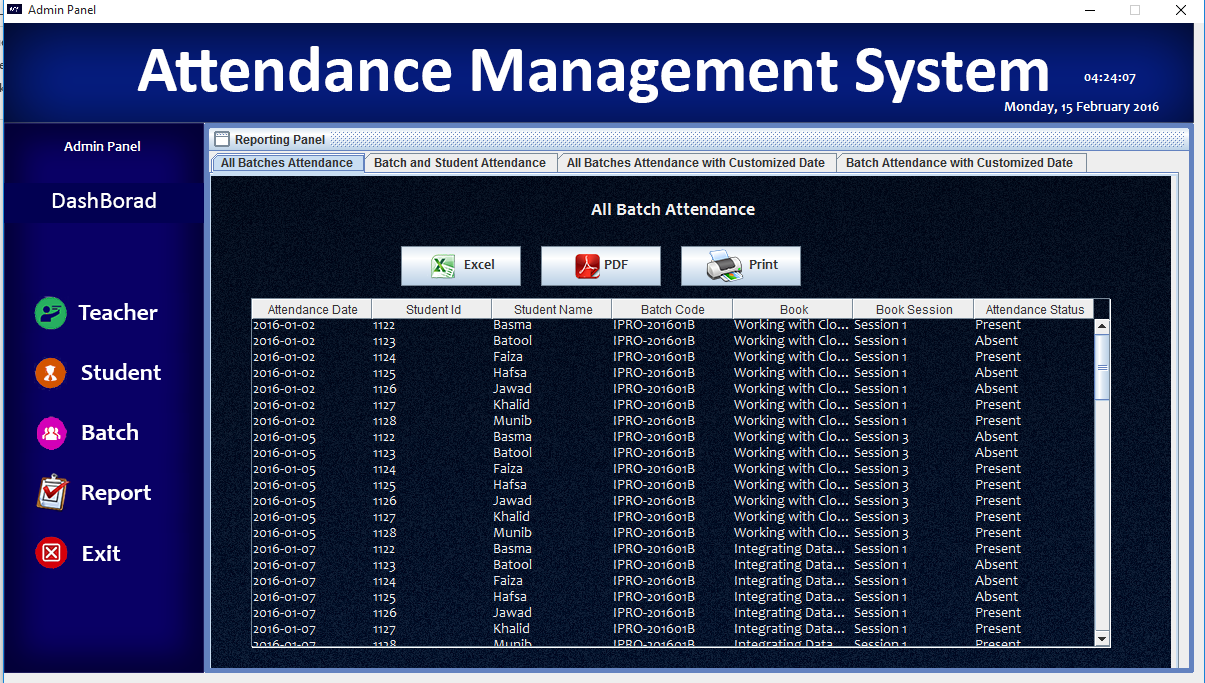 Admin Panel
Attendance Management System
04:24:07
Monday, 15 February 2016
Admin Panel
DashBorad
Teacher
Student
Batch
Report
Exit
Reporting Panel
All Batches Attendance Batch and Student Attendance All Batches Attendance with Customized Date Batch Attendance with Customized Date
All Batch Attendance
Excel PDF Print
Attendance Date Student Id Student Name Batch Code Book Book Session Attendance Status
2016-01-02 1122 Basma IPRO-201601B Working with Clo... Session 1 Present
2016-01-02 1123 Batool IPRO-201601B Working with Clo... Session 1 Absent
2016-01-02 1124 Faiza IPRO-201601B Working with Clo... Session 1 Present
2016-01-02 1125 Hafsa IPRO-201601B Working with Clo... Session 1 Absent
2016-01-02 1126 Jawad IPRO-201601B Working with Clo... Session 1 Absent
2016-01-02 1127 Khalid IPRO-201601B Working with Clo... Session 1 Present
2016-01-02 1128 Munib IPRO-201601B Working with Clo... Session 1 Present
2016-01-05 1122 Basma IPRO-201601B Working with Clo... Session 3 Absent
2016-01-05 1123 Batool IPRO-201601B Working with Clo... Session 3 Absent
2016-01-05 1124 Faiza IPRO-201601B Working with Clo... Session 3 Present
2016-01-05 1125 Hafsa IPRO-201601B Working with Clo... Session 3 Present
2016-01-05 1126 Jawad IPRO-201601B Working with Clo... Session 3 Present
2016-01-05 1127 Khalid IPRO-201601B Working with Clo... Session 3 Present
2016-01-05 1128 Munib IPRO-201601B Working with Clo... Session 3 Present
2016-01-07 1122 Basma IPRO-201601B Integrating Data... Session 1 Present
2016-01-07 1123 Batool IPRO-201601B Integrating Data... Session 1 Absent
2016-01-07 1124 Faiza IPRO-201601B Integrating Data... Session 1 Absent
2016-01-07 1125 Hafsa IPRO-201601B Integrating Data... Session 1 Absent
2016-01-07 1126 Jawad IPRO-201601B Integrating Data... Session 1 Present
2016-01-07 1127 Khalid IPRO-201601B Integrating Data... Session 1 Present
2016-01-07 1128 Munib IPRO-201601B Integrating Data... Session 1 Present